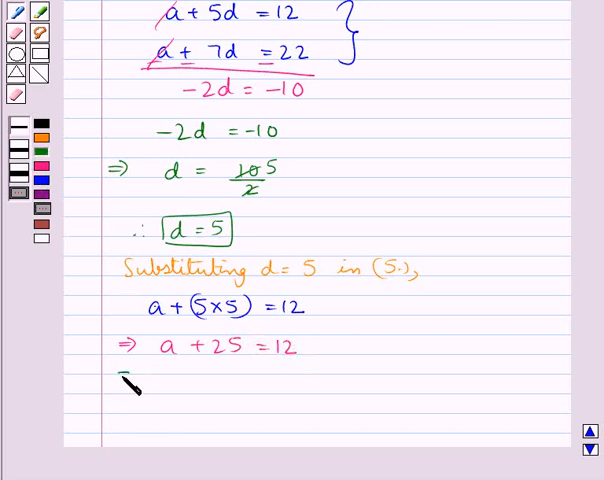 a + 5d = 12
a + 7d = 22
-2d = -10
-2d = -10
⇒ d = 10/2 5
∴ d = 5
Substituting d = 5 in (5.),
a + (5×5) = 12
⇒ a + 25 = 12